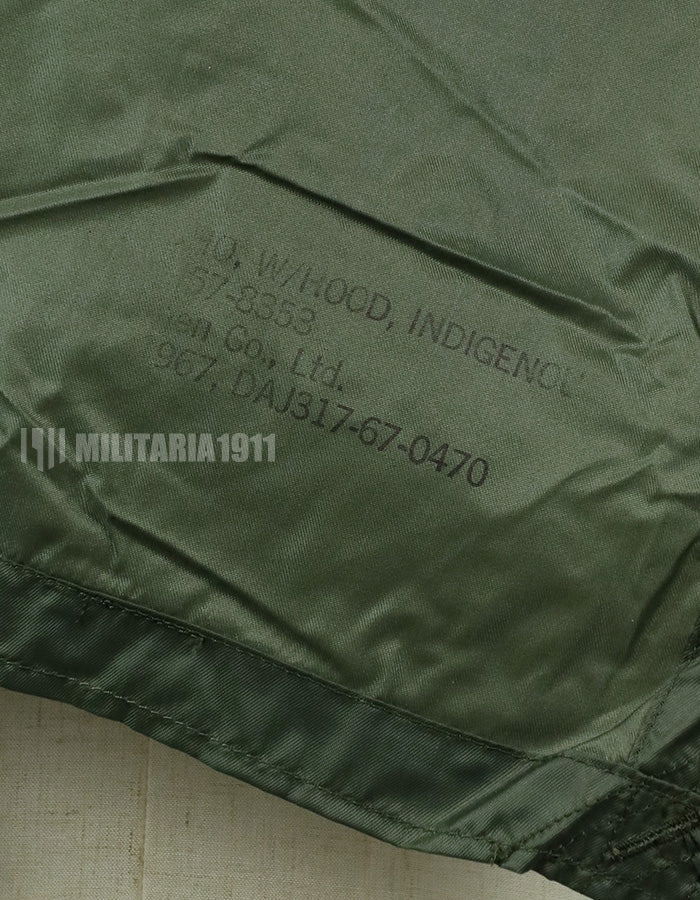 W/HOOD, INDIGENOU
57-8353
Co., Ltd.
967, DAJ317-67-0470
MILITARIA1911